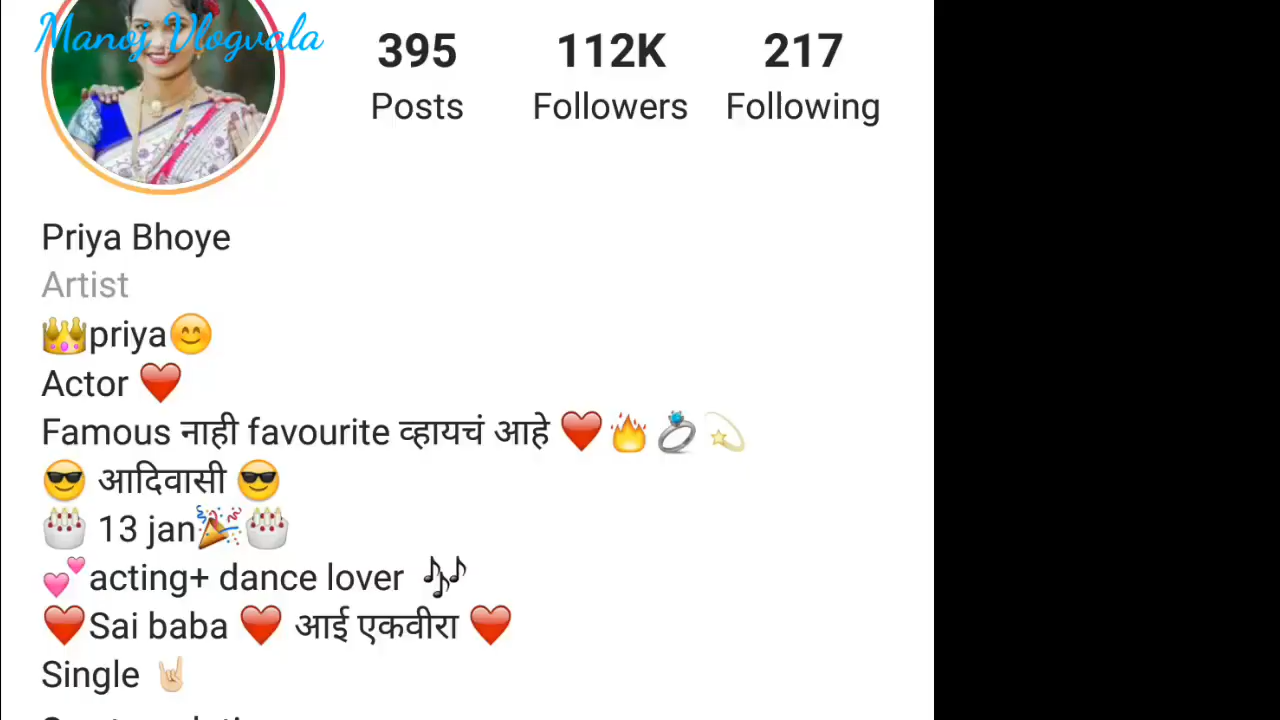 Manoj Vlogvala
395 112K 217
Posts Followers Following
Priya Bhoye
Artist
👑priya😊
Actor ❤️
Famous नाही favourite व्हायचं आहे ❤️🔥💍💫
😎 आदिवासी 😎
🎂 13 jan🎉🎂
💕acting+ dance lover 🎶
❤️Sai baba ❤️ आई एकवीरा ❤️
Single 🤘🏻